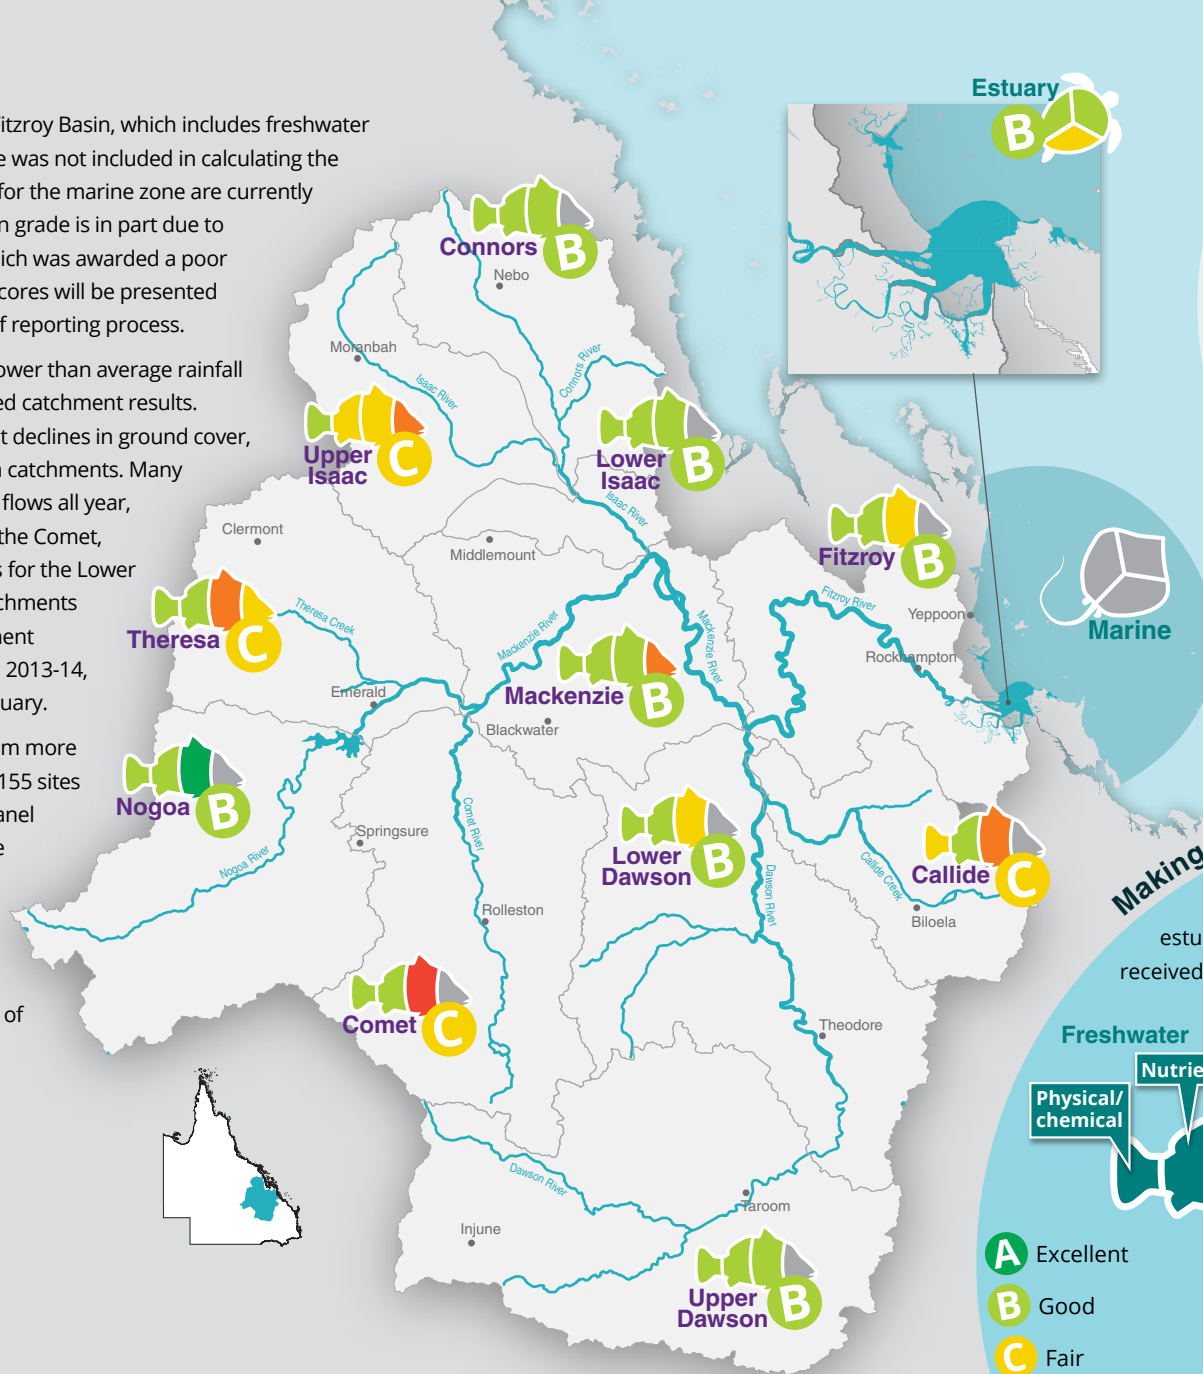 itzroy Basin, which includes freshwater
e was not included in calculating the
for the marine zone are currently
n grade is in part due to
ich was awarded a poor
cores will be presented
f reporting process.
ower than average rainfall
ed catchment results.
t declines in ground cover,
n catchments. Many
flows all year,
the Comet,
s for the Lower
chments
ment
2013-14,
uary.
m more
155 sites
anel
e
of
Estuary
B
Connors
B
Nebo
Moranbah
Isaac River
Connors River
Upper
Isaac
C
Lower
Isaac
B
Isaac River
Clermont
Middlemount
Fitzroy
B
Theresa
C
Theresa Creek
Mackenzie River
Mackenzie River
Fitzroy River
Yeppoon
Marine
Rockhampton
Mackenzie
B
Emerald
Blackwater
Nogoa
B
Nogoa River
Springsure
Comet River
Lower
Dawson
B
Dawson River
Callide
C
Callide Creek
Biloela
Rolleston
Comet
C
Theodore
Dawson River
Taroom
Injune
Upper
Dawson
B
Making
estu
received
Freshwater
Nutrie
Physical/
chemical
A Excellent
B Good
C Fair